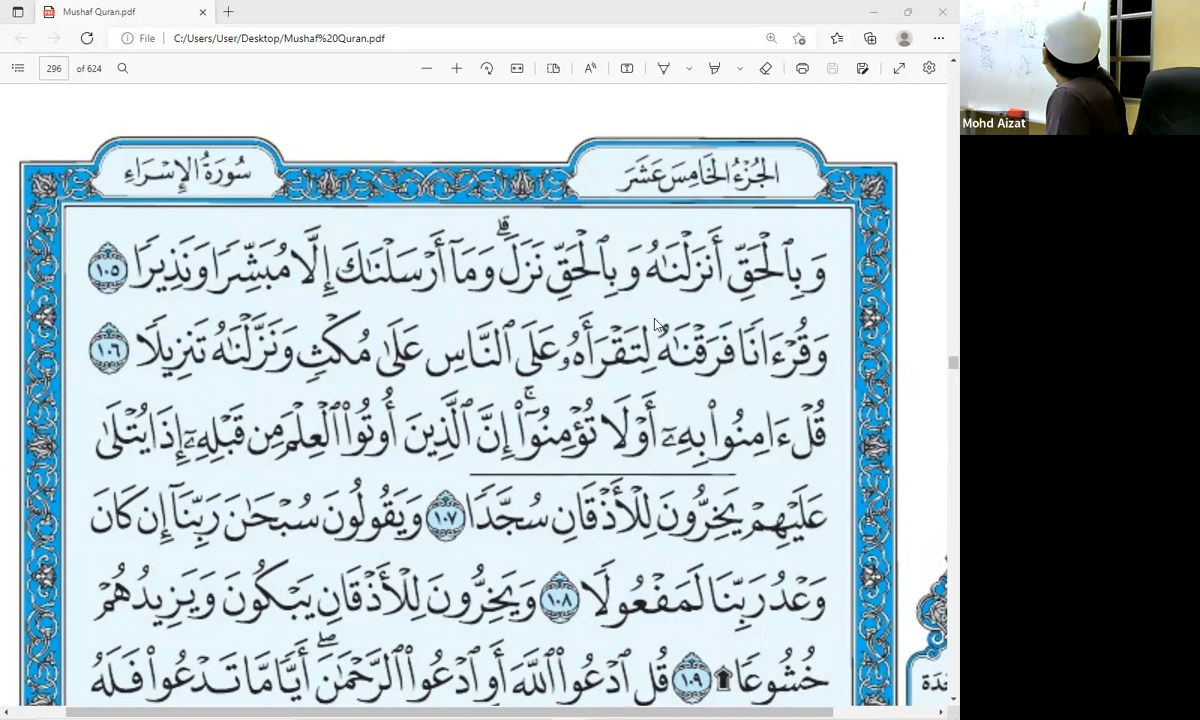 Mushaf Quran.pdf
File
C:/Users/User/Desktop/Mushaf%20Quran.pdf
296
of 624
Mohd Aizat
الجُزْءُ الخَامِسَ عَشَرَ
سُورَةُ الإِسْرَاءِ
وَبِٱلْحَقِّ أَنزَلْنَٰهُ وَبِٱلْحَقِّ نَزَلَ ۗ وَمَآ أَرْسَلْنَٰكَ إِلَّا مُبَشِّرًا وَنَذِيرًا ١٠٥
وَقُرْءَانًا فَرَقْنَٰهُ لِتَقْرَأَهُۥ عَلَى ٱلنَّاسِ عَلَىٰ مُكْثٍ وَنَزَّلْنَٰهُ تَنزِيلًا ١٠٦
قُلْ ءَامِنُوا۟ بِهِۦٓ أَوْ لَا تُؤْمِنُوٓا۟ ۚ إِنَّ ٱلَّذِينَ أُوتُوا۟ ٱلْعِلْمَ مِن قَبْلِهِۦٓ إِذَا يُتْلَىٰ
عَلَيْهِمْ يَخِرُّونَ لِلْأَذْقَانِ سُجَّدًا ١٠٧ وَيَقُولُونَ سُبْحَٰنَ رَبِّنَآ إِن كَانَ
وَعْدُ رَبِّنَا لَمَفْعُولًا ١٠٨ وَيَخِرُّونَ لِلْأَذْقَانِ يَبْكُونَ وَيَزِيدُهُمْ
خُشُوعًا ١٠٩ قُلِ ٱدْعُوا۟ ٱللَّهَ أَوِ ٱدْعُوا۟ ٱلرَّحْمَٰنَ ۖ أَيًّا مَّا تَدْعُوا۟ فَلَهُ